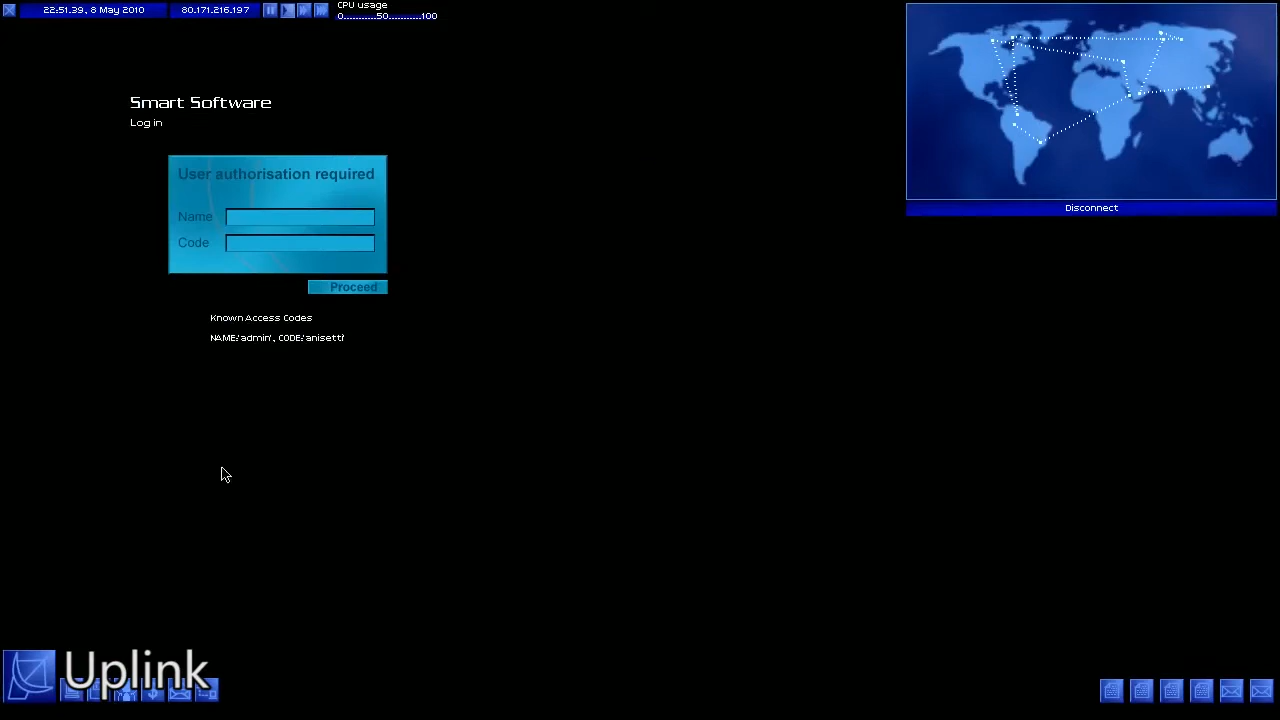 22:51.39, 8 May 2010
80.171.216.197
CPU usage
0...........50...........100
Smart Software
Log in
User authorisation required
Name
Code
Proceed
Known Access Codes
NAME:'admin', CODE:'anisetti'
Disconnect
Uplink